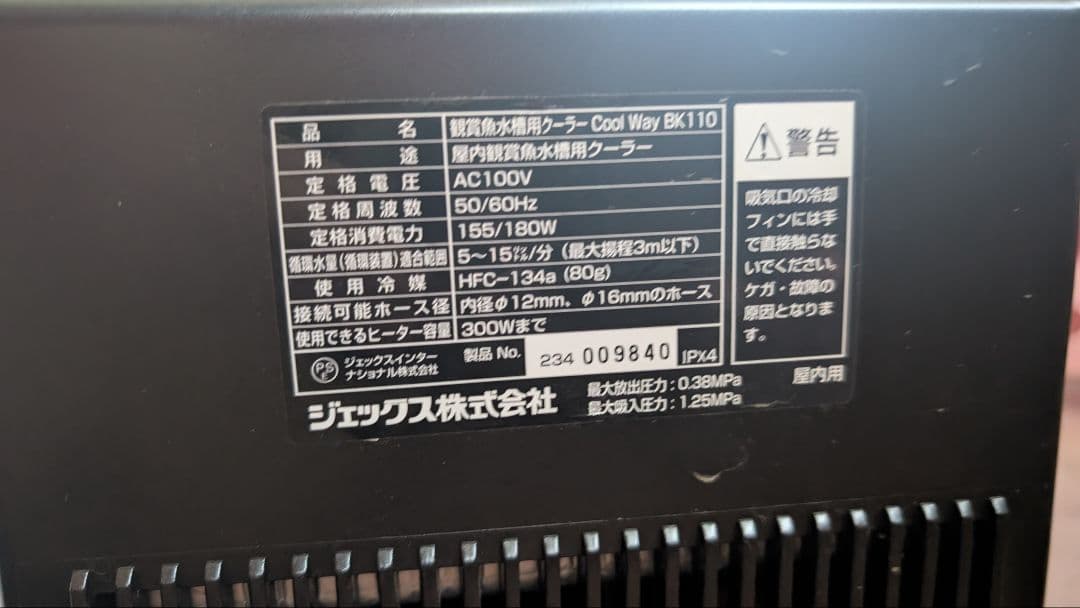 品名 観賞魚水槽用クーラー Cool Way BK110
用途 屋内観賞魚水槽用クーラー
定格電圧 AC100V
定格周波数 50/60Hz
定格消費電力 155/180W
循環水量(循環装置)適合範囲 5〜15㍑/分(最大揚程3m以下)
使用冷媒 HFC-134a (80g)
接続可能ホース径 内径φ12mm、φ16mmのホース
使用できるヒーター容量 300Wまで
PSE ジェックスインター
ナショナル株式会社
製品 No. 234 009840 IPX4
ジェックス株式会社
最大放出圧力:0.38MPa
最大吸入圧力:1.25MPa
警告
吸気口の冷却
フィンには手
で直接触らな
いでください。
ケガ・故障の
原因となりま
す。
屋内用